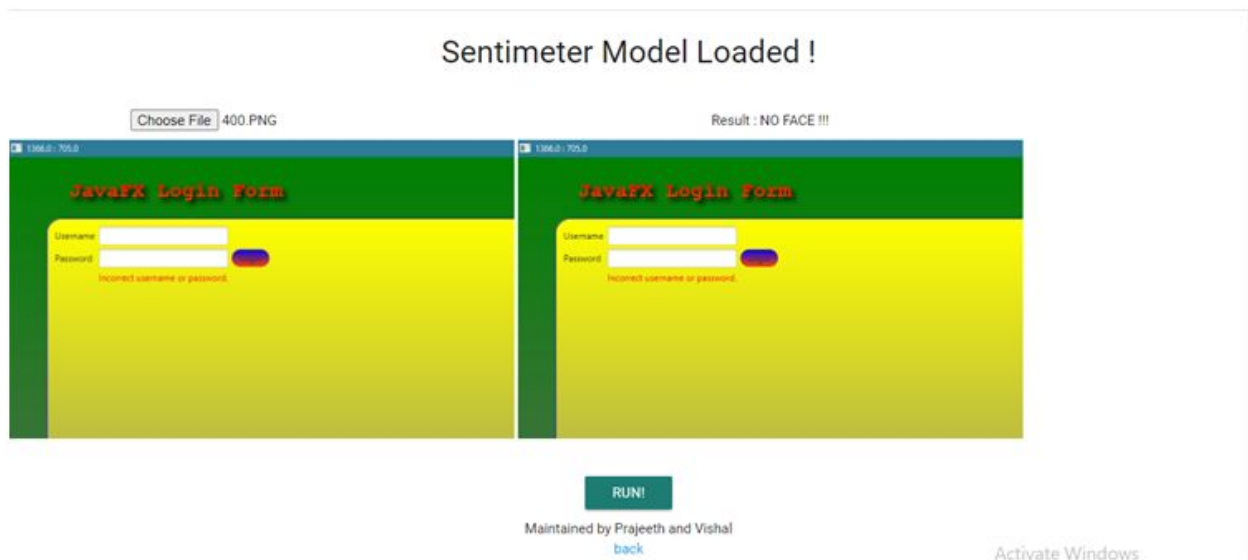 Sentimeter Model Loaded !
Choose File 400.PNG
Result : NO FACE !!!
1366.0 : 705.0
JavaFX Login Form
Username
Password
Incorrect username or password.
1366.0 : 705.0
JavaFX Login Form
Username
Password
Incorrect username or password.
RUN!
Maintained by Prajeeth and Vishal
back
Activate Windows